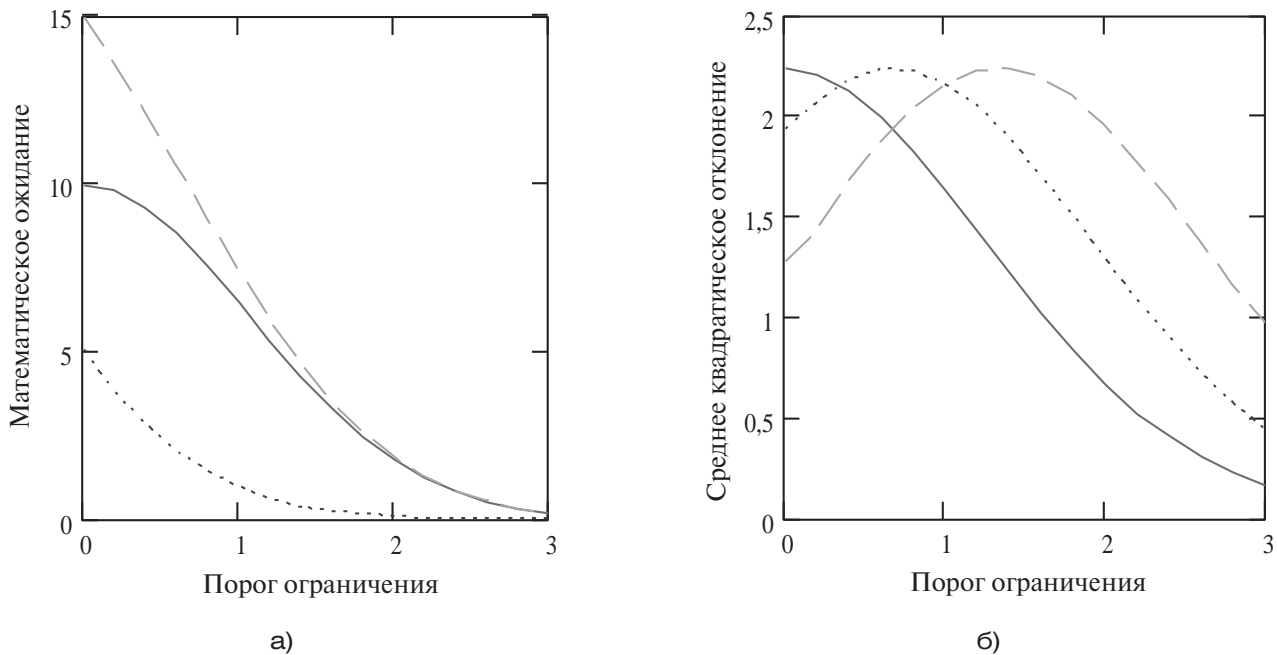 Математическое ожидание
15
10
5
0
0 1 2 3
Порог ограничения
а)
Среднее квадратическое отклонение
2,5
2
1,5
1
0,5
0
0 1 2 3
Порог ограничения
б)